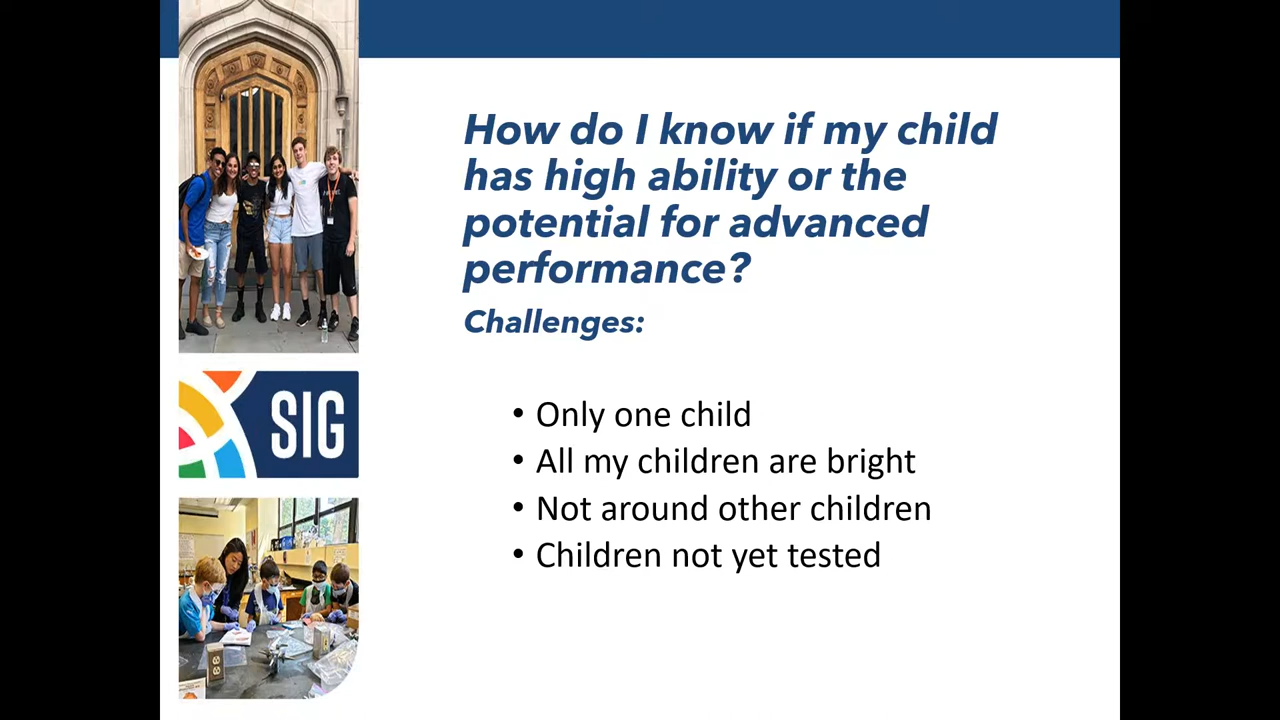 How do I know if my child
has high ability or the
potential for advanced
performance?
Challenges:
• Only one child
• All my children are bright
• Not around other children
• Children not yet tested
SIG